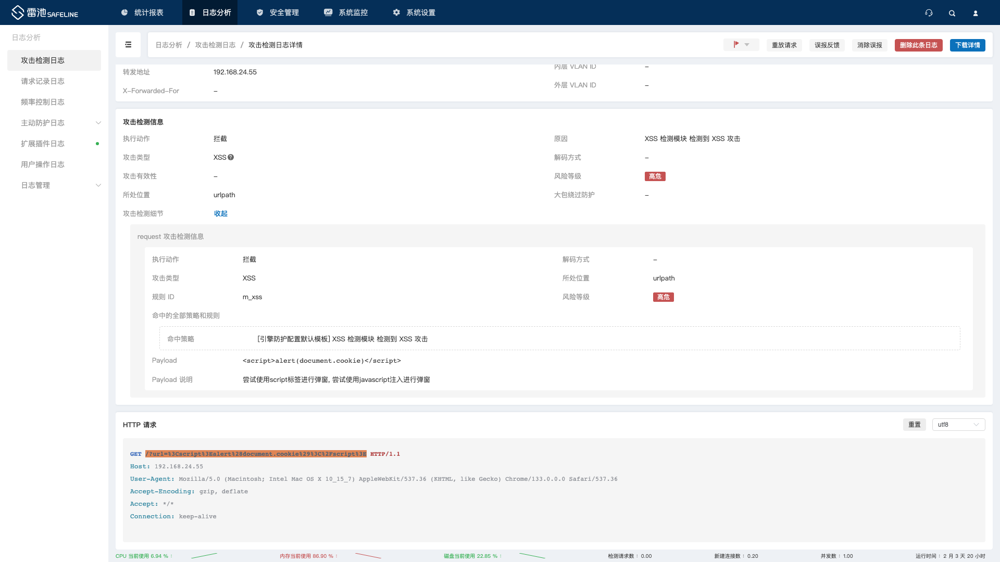 雷池 SAFELINE
统计报表
日志分析
安全管理
系统监控
系统设置
日志分析
攻击检测日志
请求记录日志
频率控制日志
主动防护日志
扩展插件日志
用户操作日志
日志管理
日志分析 / 攻击检测日志 / 攻击检测日志详情
重放请求
误报反馈
消除误报
删除此条日志
下载详情
转发地址 192.168.24.55
内层 VLAN ID –
X-Forwarded-For –
外层 VLAN ID –
攻击检测信息
执行动作 拦截
原因 XSS 检测模块 检测到 XSS 攻击
攻击类型 XSS
解码方式 –
攻击有效性 –
风险等级 高危
所处位置 urlpath
大包绕过防护 –
攻击检测细节 收起
request 攻击检测信息
执行动作 拦截
解码方式 –
攻击类型 XSS
所处位置 urlpath
规则 ID m_xss
风险等级 高危
命中的全部策略和规则
命中策略 [引擎防护配置默认模板] XSS 检测模块 检测到 XSS 攻击
Payload <script>alert(document.cookie)</script>
Payload 说明 尝试使用script标签进行弹窗, 尝试使用javascript注入进行弹窗
HTTP 请求
重置
utf8
GET /?url=%3Cscript%3Ealert%28document.cookie%29%3C%2Fscript%3E HTTP/1.1
Host: 192.168.24.55
User-Agent: Mozilla/5.0 (Macintosh; Intel Mac OS X 10_15_7) AppleWebKit/537.36 (KHTML, like Gecko) Chrome/133.0.0.0 Safari/537.36
Accept-Encoding: gzip, deflate
Accept: */*
Connection: keep-alive
CPU 当前使用 6.94 % :
内存当前使用 86.90 % :
磁盘当前使用 22.85 % :
检测请求数 : 0.00
新建连接数 : 0.20
并发数 : 1.00
运行时间 : 2 月 3 天 20 小时